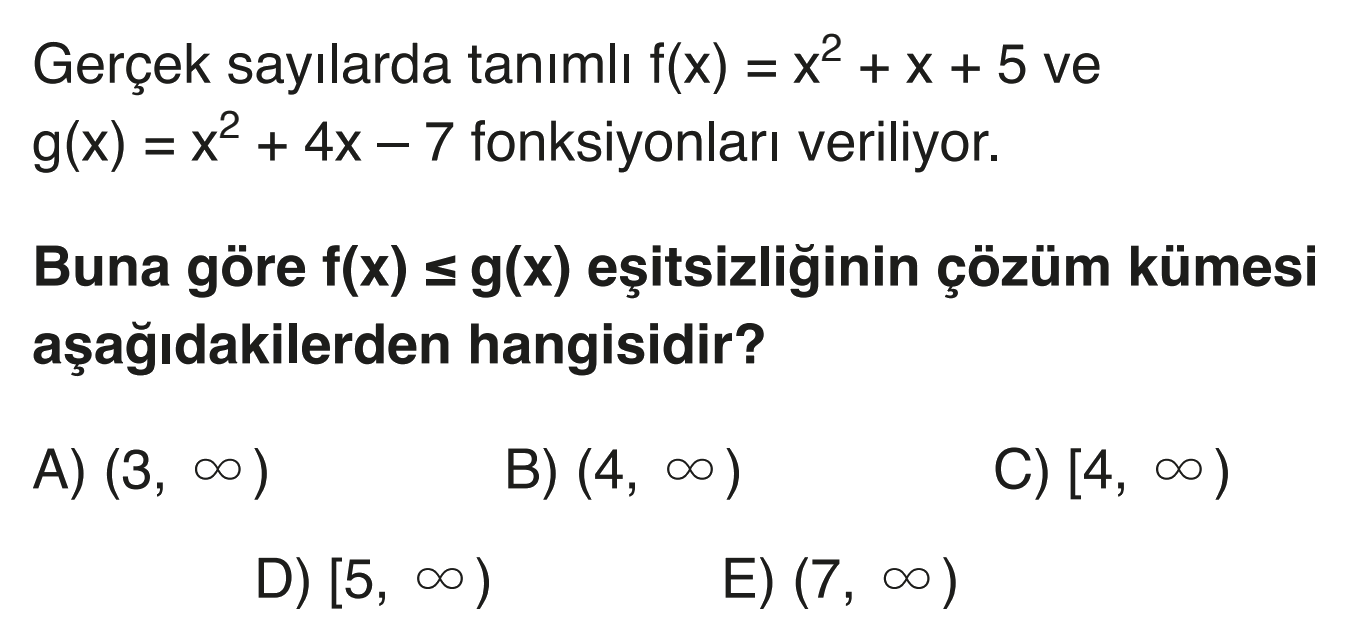 Gerçek sayılarda tanımlı f(x) = x² + x + 5 ve
g(x) = x² + 4x – 7 fonksiyonları veriliyor.
Buna göre f(x) ≤ g(x) eşitsizliğinin çözüm kümesi
aşağıdakilerden hangisidir?
A) (3, ∞) B) (4, ∞) C) [4, ∞)
D) [5, ∞) E) (7, ∞)